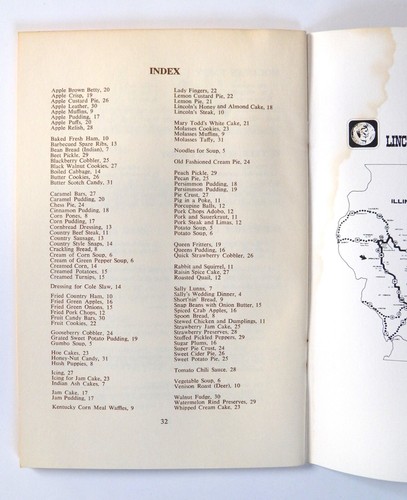 INDEX
Apple Brown Betty, 20
Apple Crisp, 19
Apple Custard Pie, 26
Apple Leather, 30
Apple Muffins, 9
Apple Pudding, 17
Apple Puffs, 20
Apple Relish, 28
Baked Fresh Ham, 10
Barbecued Spare Ribs, 13
Bean Bread (Indian), 7
Beet Pickle, 29
Blackberry Cobbler, 25
Black Walnut Cookies, 27
Boiled Cabbage, 14
Butter Cookies, 26
Butter Scotch Candy, 31
Caramel Bars, 27
Caramel Pudding, 20
Chess Pie, 24
Cinnamon Pudding, 18
Corn Pones, 8
Corn Pudding, 17
Cornbread Dressing, 13
Country Beef Steak, 11
Country Sausage, 13
Country Style Snaps, 14
Crackling Bread, 8
Cream of Corn Soup, 6
Cream of Green Pepper Soup, 6
Creamed Corn, 14
Creamed Potatoes, 15
Creamed Turnips, 15
Dressing for Cole Slaw, 14
Fried Country Ham, 10
Fried Green Apples, 16
Fried Green Onions, 15
Fried Pork Chops, 12
Fruit Candy Bars, 30
Fruit Cookies, 22
Gooseberry Cobbler, 24
Grated Sweet Potato Pudding, 19
Gumbo Soup, 5
Hoe Cakes, 23
Honey-Nut Candy, 31
Hush Puppies, 8
Icing, 27
Icing for Jam Cake, 23
Indian Ash Cakes, 7
Jam Cake, 17
Jam Pudding, 17
Kentucky Corn Meal Waffles, 9
Lady Fingers, 22
Lemon Custard Pie, 22
Lemon Pie, 21
Lincoln's Honey and Almond Cake, 18
Lincoln's Steak, 10
Mary Todd's White Cake, 21
Molasses Cookies, 23
Molasses Muffins, 9
Molasses Taffy, 31
Noodles for Soup, 5
Old Fashioned Cream Pie, 24
Peach Pickle, 29
Pecan Pie, 25
Persimmon Pudding, 18
Persimmon Pudding, 19
Pie Crust, 27
Pig in a Poke, 11
Porcupine Balls, 12
Pork Chops Adobo, 12
Pork and Sauerkraut, 11
Pork Steak and Limas, 12
Potato Soup, 5
Potato Soup, 6
Queen Fritters, 19
Queens Pudding, 16
Quick Strawberry Cobbler, 26
Rabbit and Squirrel, 11
Raisin Spice Cake, 27
Roasted Quail, 12
Sally Lunns, 7
Sally's Wedding Dinner, 4
Short'nin' Bread, 9
Snap Beans with Onion Butter, 15
Spiced Crab Apples, 16
Spoon Bread, 8
Stewed Chicken and Dumplings, 11
Strawberry Jam Cake, 25
Strawberry Preserves, 28
Stuffed Pickled Peppers, 29
Sugar Plums, 16
Super Pie Crust, 24
Sweet Cider Pie, 26
Sweet Potato Pie, 25
Tomato Chili Sauce, 28
Vegetable Soup, 6
Venison Roast (Deer), 10
Walnut Fudge, 30
Watermelon Rind Preserves, 29
Whipped Cream Cake, 23
32
LINC
ILLIN